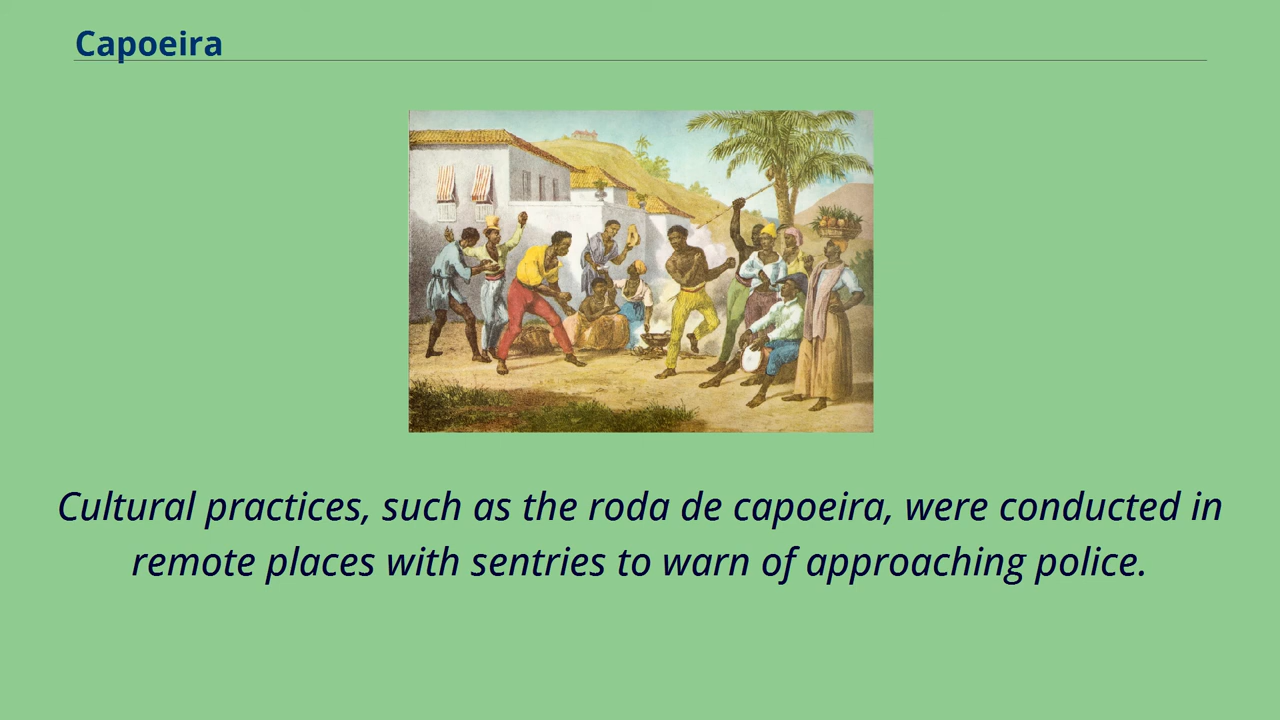 Capoeira
Cultural practices, such as the roda de capoeira, were conducted in
remote places with sentries to warn of approaching police.